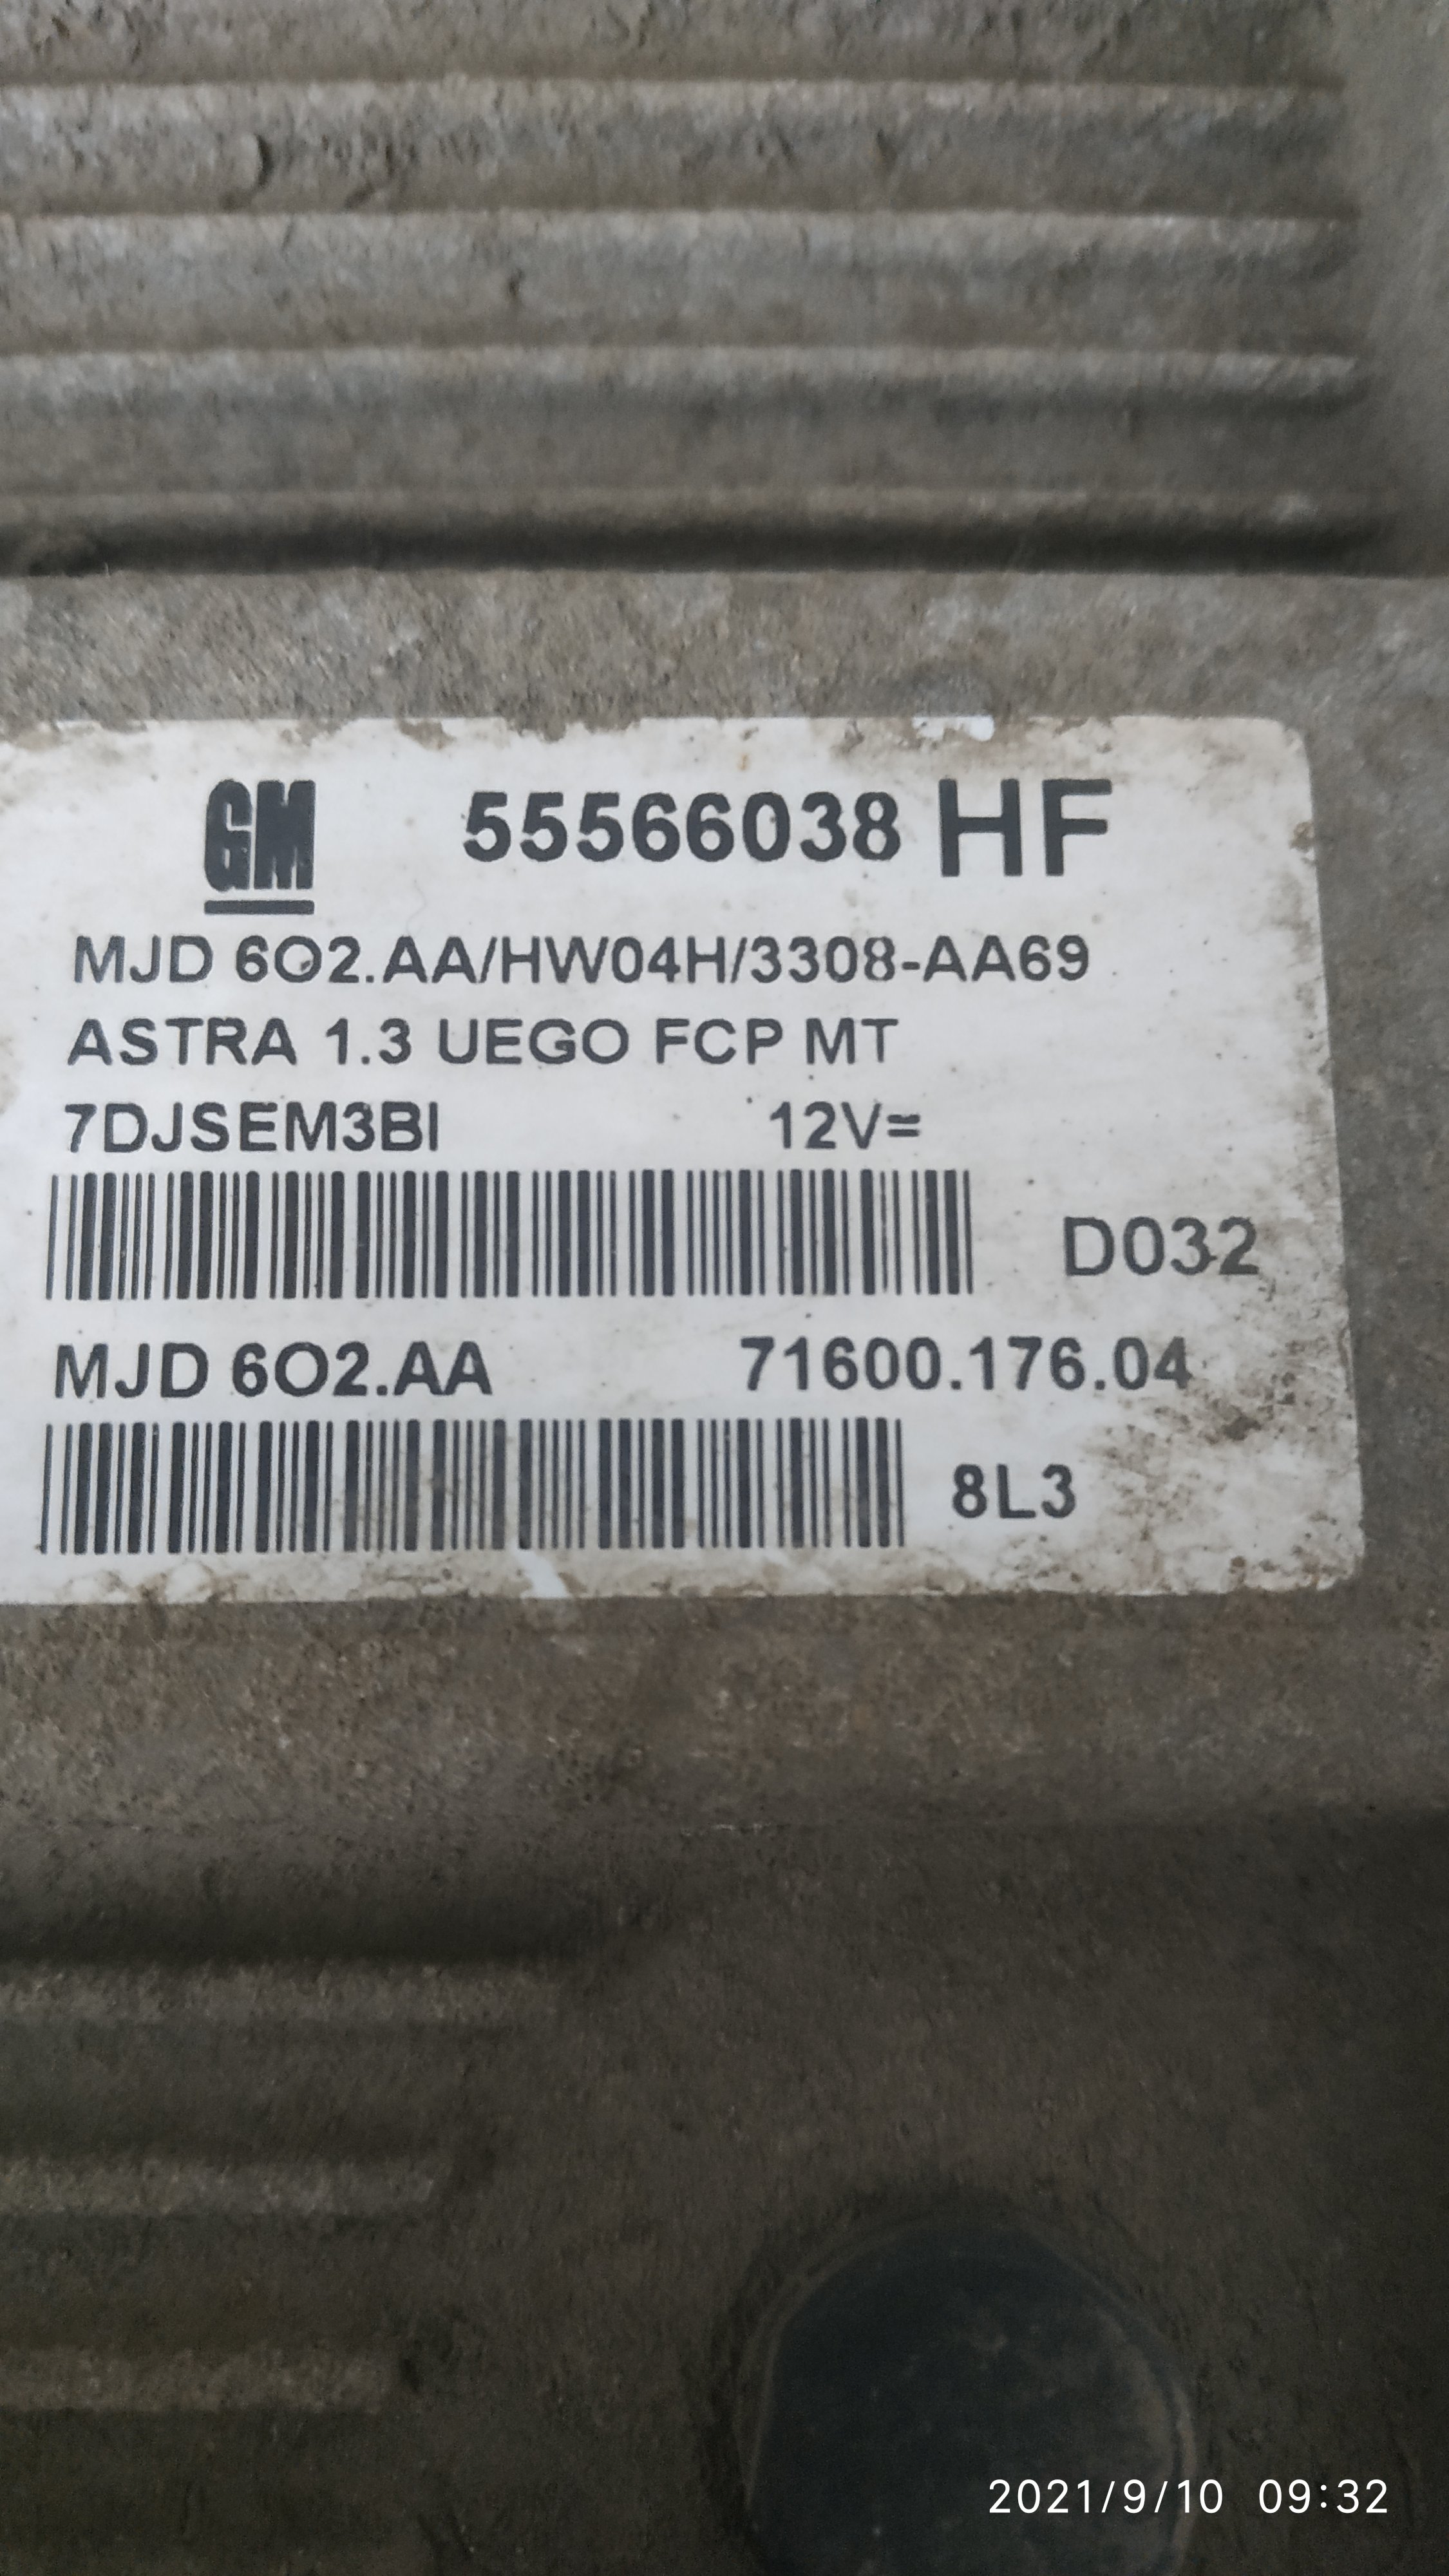 GM 55566038 HF
MJD 6O2.AA/HW04H/3308-AA69
ASTRA 1.3 UEGO FCP MT
7DJSEM3BI 12V=
D032
MJD 6O2.AA 71600.176.04
8L3
2021/9/10 09:32